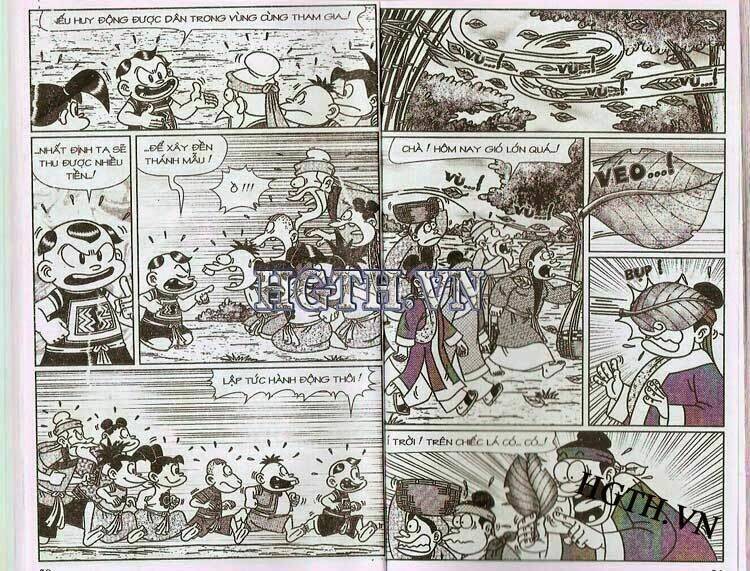 ..ẾU HUY ĐỘNG ĐƯỢC DÂN TRONG VÙNG CÙNG THAM GIA..!
..NHẤT ĐỊNH TA SẼ
THU ĐƯỢC NHIỀU
TIỀN..!
..ĐỂ XÂY ĐỀN
THÁNH MẪU !
Ồ !!!
LẬP TỨC HÀNH ĐỘNG THÔI !
VÙ...!
VÙ...!
VÙ...!
VÙ...!
CHÀ ! HÔM NAY GIÓ LỚN QUÁ..!
VÙ...!
VÙ...!
VÉO...!
BỤP !
Í TRỜI ! TRÊN CHIẾC LÁ CÓ... CÓ..!
HGTH.VN
HGTH.VN